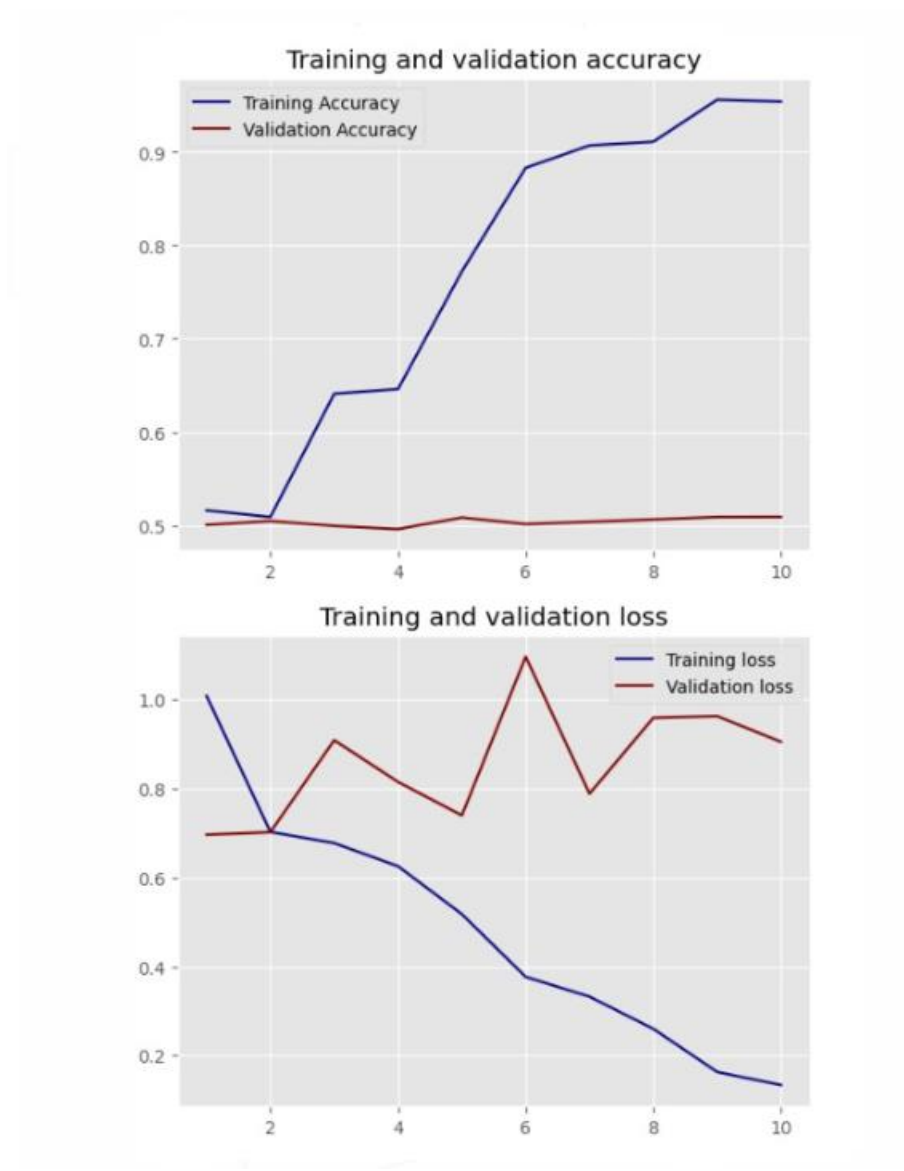 Training and validation accuracy
Training Accuracy
Validation Accuracy
0.9
0.8
0.7
0.6
0.5
2 4 6 8 10
Training and validation loss
Training loss
Validation loss
1.0
0.8
0.6
0.4
0.2
2 4 6 8 10